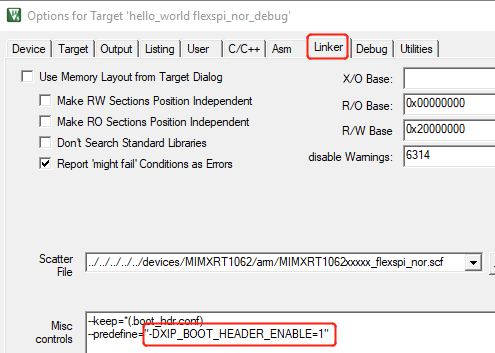 Options for Target 'hello_world flexspi_nor_debug'
Device Target Output Listing User C/C++ Asm Linker Debug Utilities
Use Memory Layout from Target Dialog
X/O Base:
Make RW Sections Position Independent
R/O Base: 0x00000000
Make RO Sections Position Independent
R/W Base 0x20000000
Don't Search Standard Libraries
disable Warnings: 6314
Report 'might fail' Conditions as Errors
Scatter
File
../../../../../devices/MIMXRT1062/arm/MIMXRT1062xxxxx_flexspi_nor.scf
Misc
controls
--keep=*(.boot_hdr.conf)
--predefine="-DXIP_BOOT_HEADER_ENABLE=1"